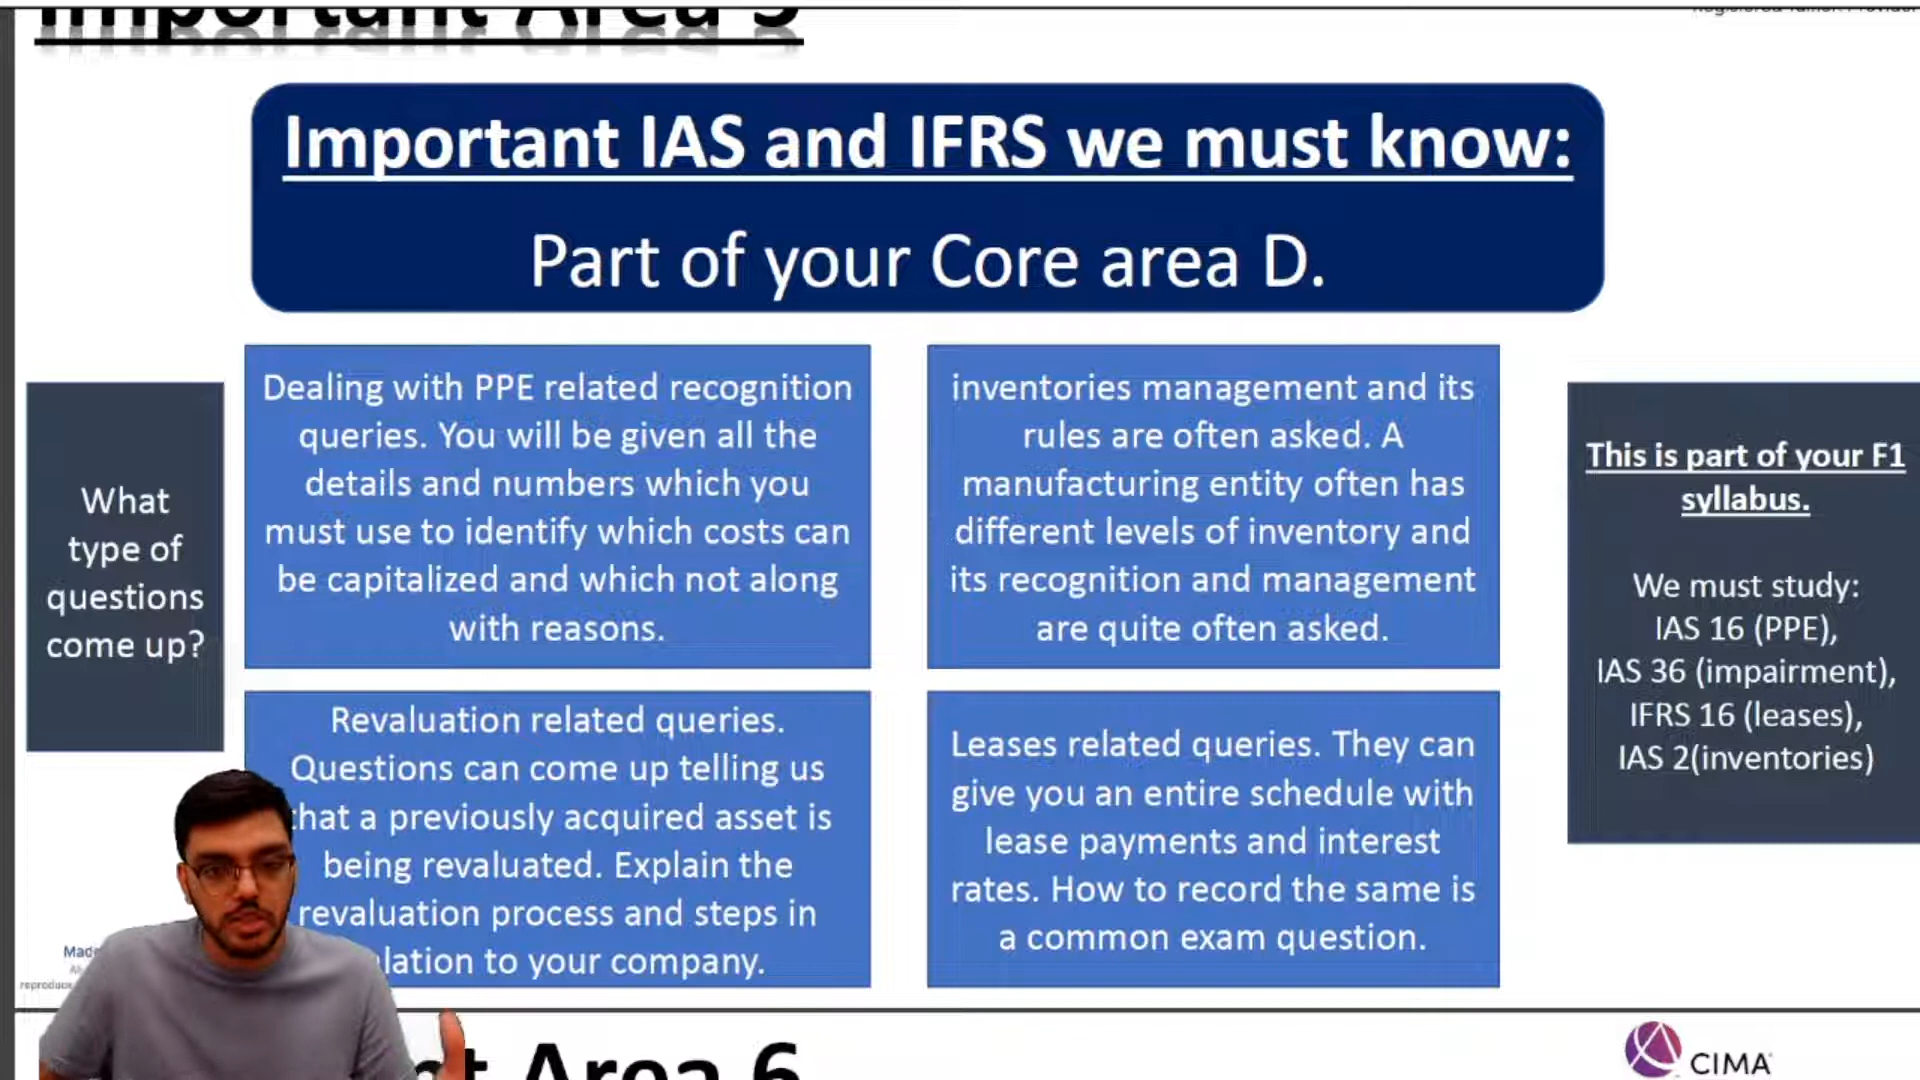 Important Area 5
Important IAS and IFRS we must know:
Part of your Core area D.
What
type of
questions
come up?
Dealing with PPE related recognition
queries. You will be given all the
details and numbers which you
must use to identify which costs can
be capitalized and which not along
with reasons.
inventories management and its
rules are often asked. A
manufacturing entity often has
different levels of inventory and
its recognition and management
are quite often asked.
Revaluation related queries.
Questions can come up telling us
that a previously acquired asset is
being revaluated. Explain the
revaluation process and steps in
lation to your company.
Leases related queries. They can
give you an entire schedule with
lease payments and interest
rates. How to record the same is
a common exam question.
This is part of your F1
syllabus.
We must study:
IAS 16 (PPE),
IAS 36 (impairment),
IFRS 16 (leases),
IAS 2(inventories)
Made
reproduce
nt Area 6
CIMA